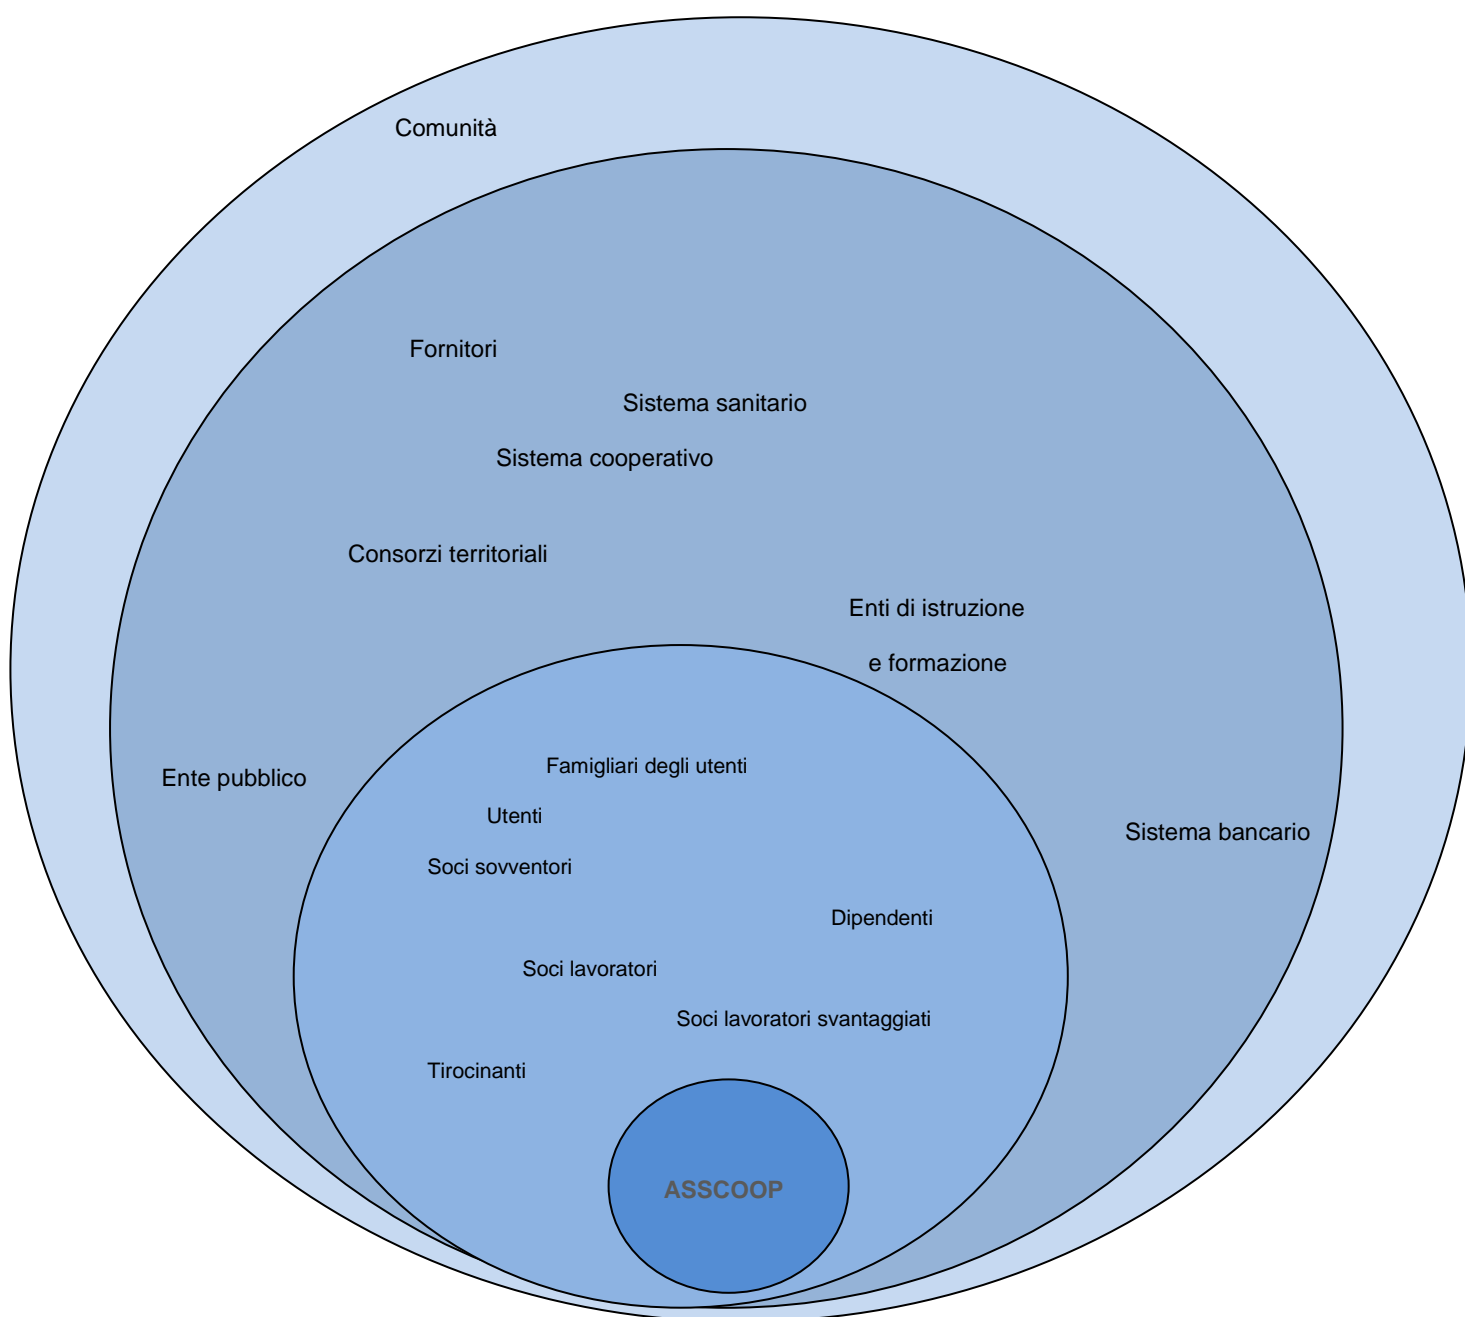 Comunità
Fornitori
Sistema sanitario
Sistema cooperativo
Consorzi territoriali
Enti di istruzione
e formazione
Famigliari degli utenti
Ente pubblico
Utenti
Sistema bancario
Soci sovventori
Dipendenti
Soci lavoratori
Soci lavoratori svantaggiati
Tirocinanti
ASSCOOP